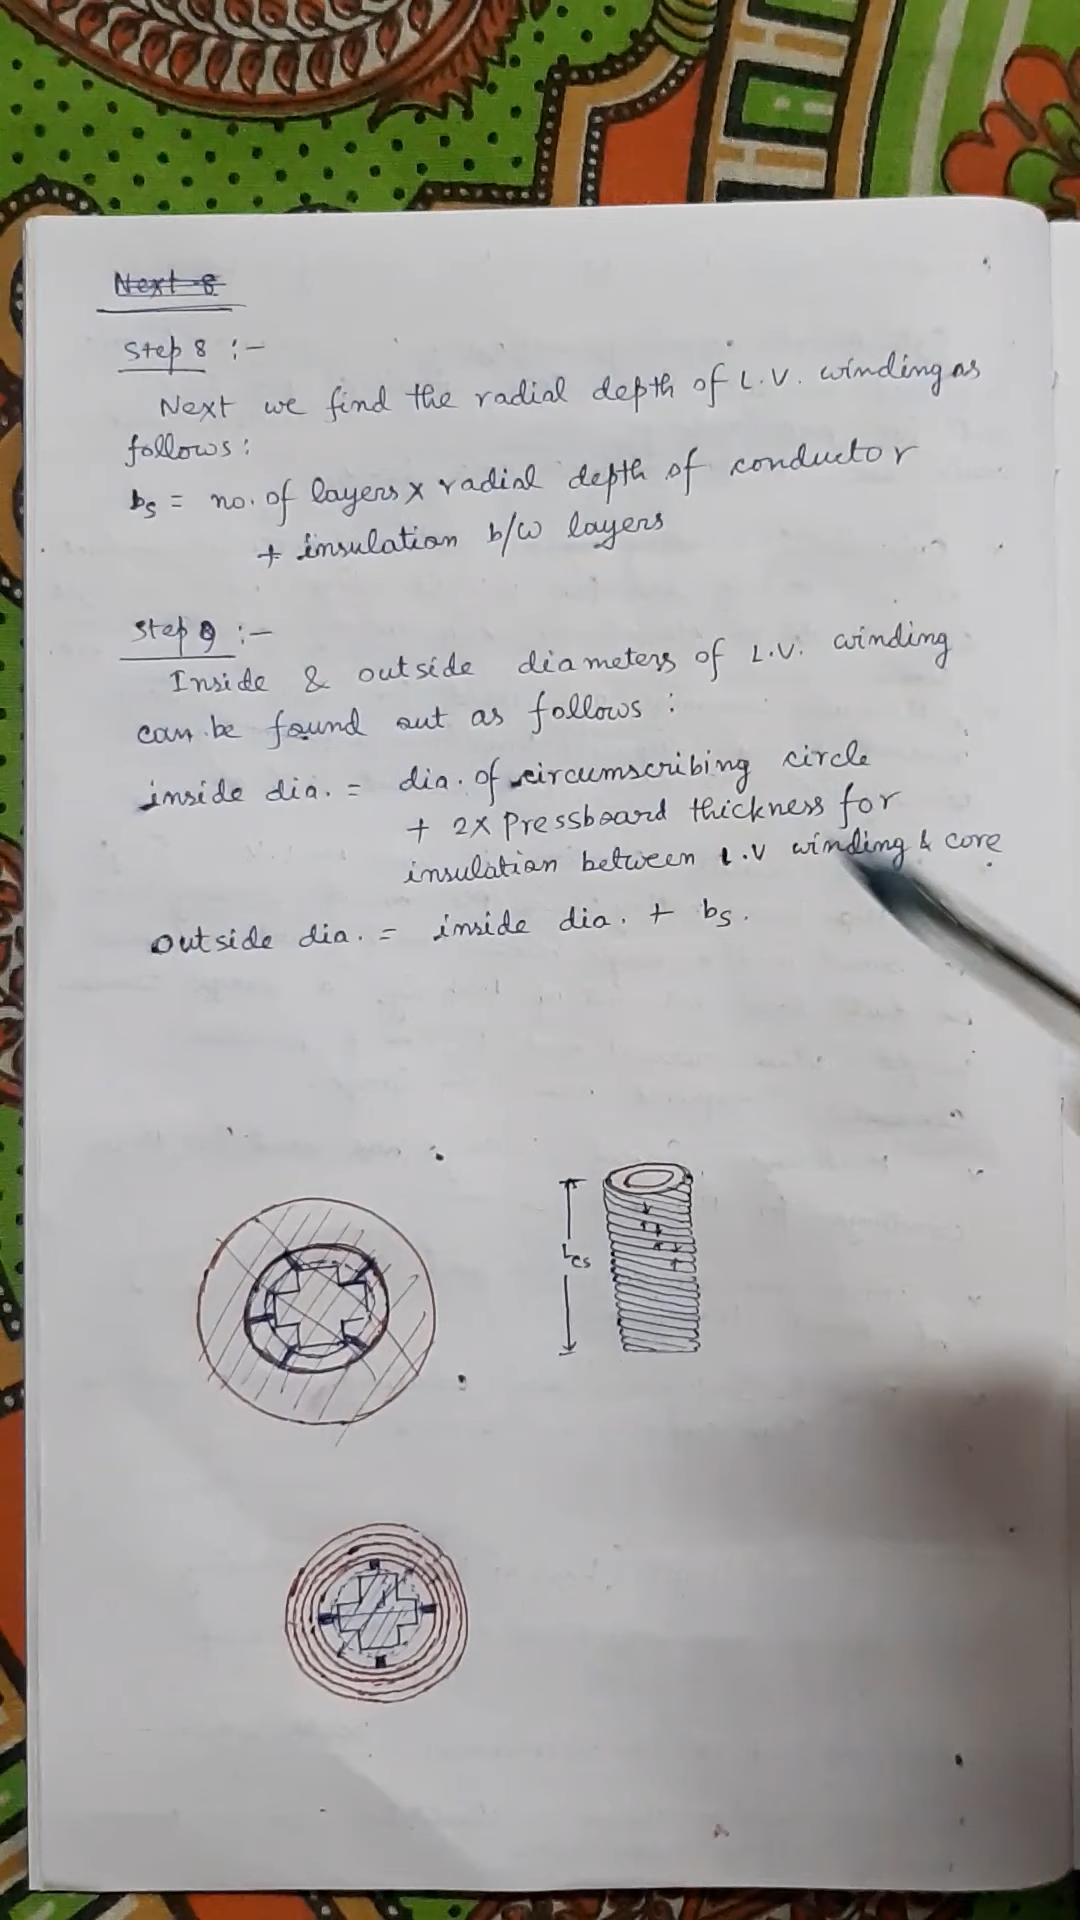 Next 8
Step 8 :-
Next we find the radial depth of L.V. winding as
follows:
bs = no. of layers x radial depth of conductor
+ insulation b/w layers
Step 9 :-
Inside & outside diameters of L.V. winding
can be found out as follows :
inside dia. = dia. of circumscribing circle
+ 2x Pressboard thickness for
insulation between L.V winding & core
outside dia. = inside dia. + bs.
Lcs